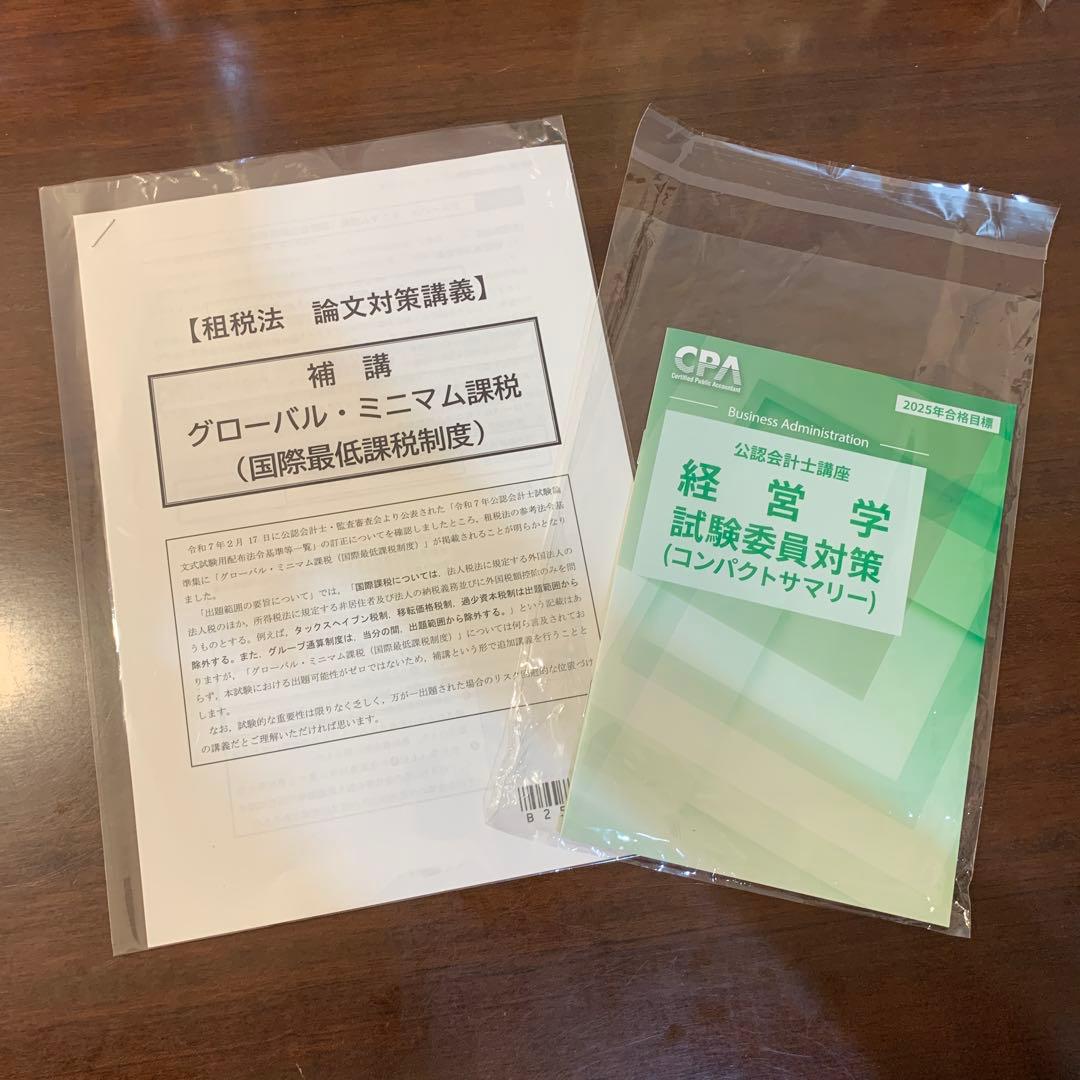 【租税法　論文対策講義】
補　講
グローバル・ミニマム課税
（国際最低課税制度）
令和7年2月 17 日に公認会計士・監査審査会より公表された「令和7年公認会計士試験論
文式試験用配布法令基準等一覧」の訂正についてを確認しましたところ，租税法の参考法令基
準集に「グローバル・ミニマム課税（国際最低課税制度）」が掲載されることが明らかとなり
ました。
「出題範囲の要旨について」では，「国際課税については，法人税法に規定する外国法人の
法人税のほか，所得税法に規定する非居住者及び法人の納税義務並びに外国税額控除のみを問
うものとする。例えば，タックスヘイブン税制，移転価格税制，過少資本税制は出題範囲から
除外する。また，グループ通算制度は，当分の間，出題範囲から除外する。」という記載はあ
りますが，「グローバル・ミニマム課税（国際最低課税制度）」については何ら言及されてお
らず，本試験における出題可能性がゼロではないため，補講という形で追加講義を行うことと
します。
なお，試験的な重要性は限りなく乏しく，万が一出題された場合のリスク回避的な位置づけ
の講義だとご理解いただければ思います。
B 2
CPA
Certified Public Accountant
2025年合格目標
Business Administration
公認会計士講座
経　営　学
試験委員対策
(コンパクトサマリー)